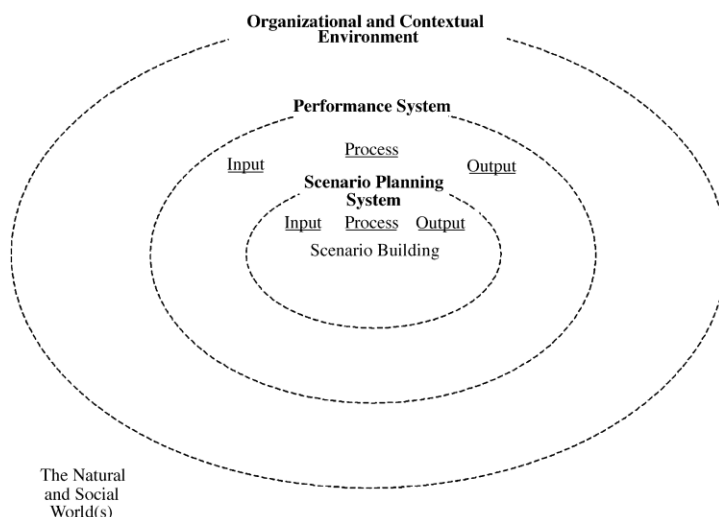 Organizational and Contextual
Environment
Performance System
Process
Input
Output
Scenario Planning
System
Input Process Output
Scenario Building
The Natural
and Social
World(s)